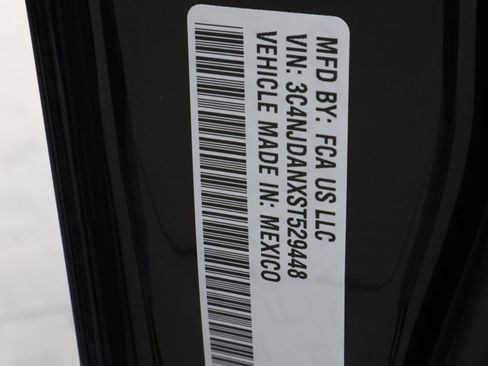 MFD BY: FCA US LLC
VIN: 3C4NJDANXST529448
VEHICLE MADE IN: MEXICO